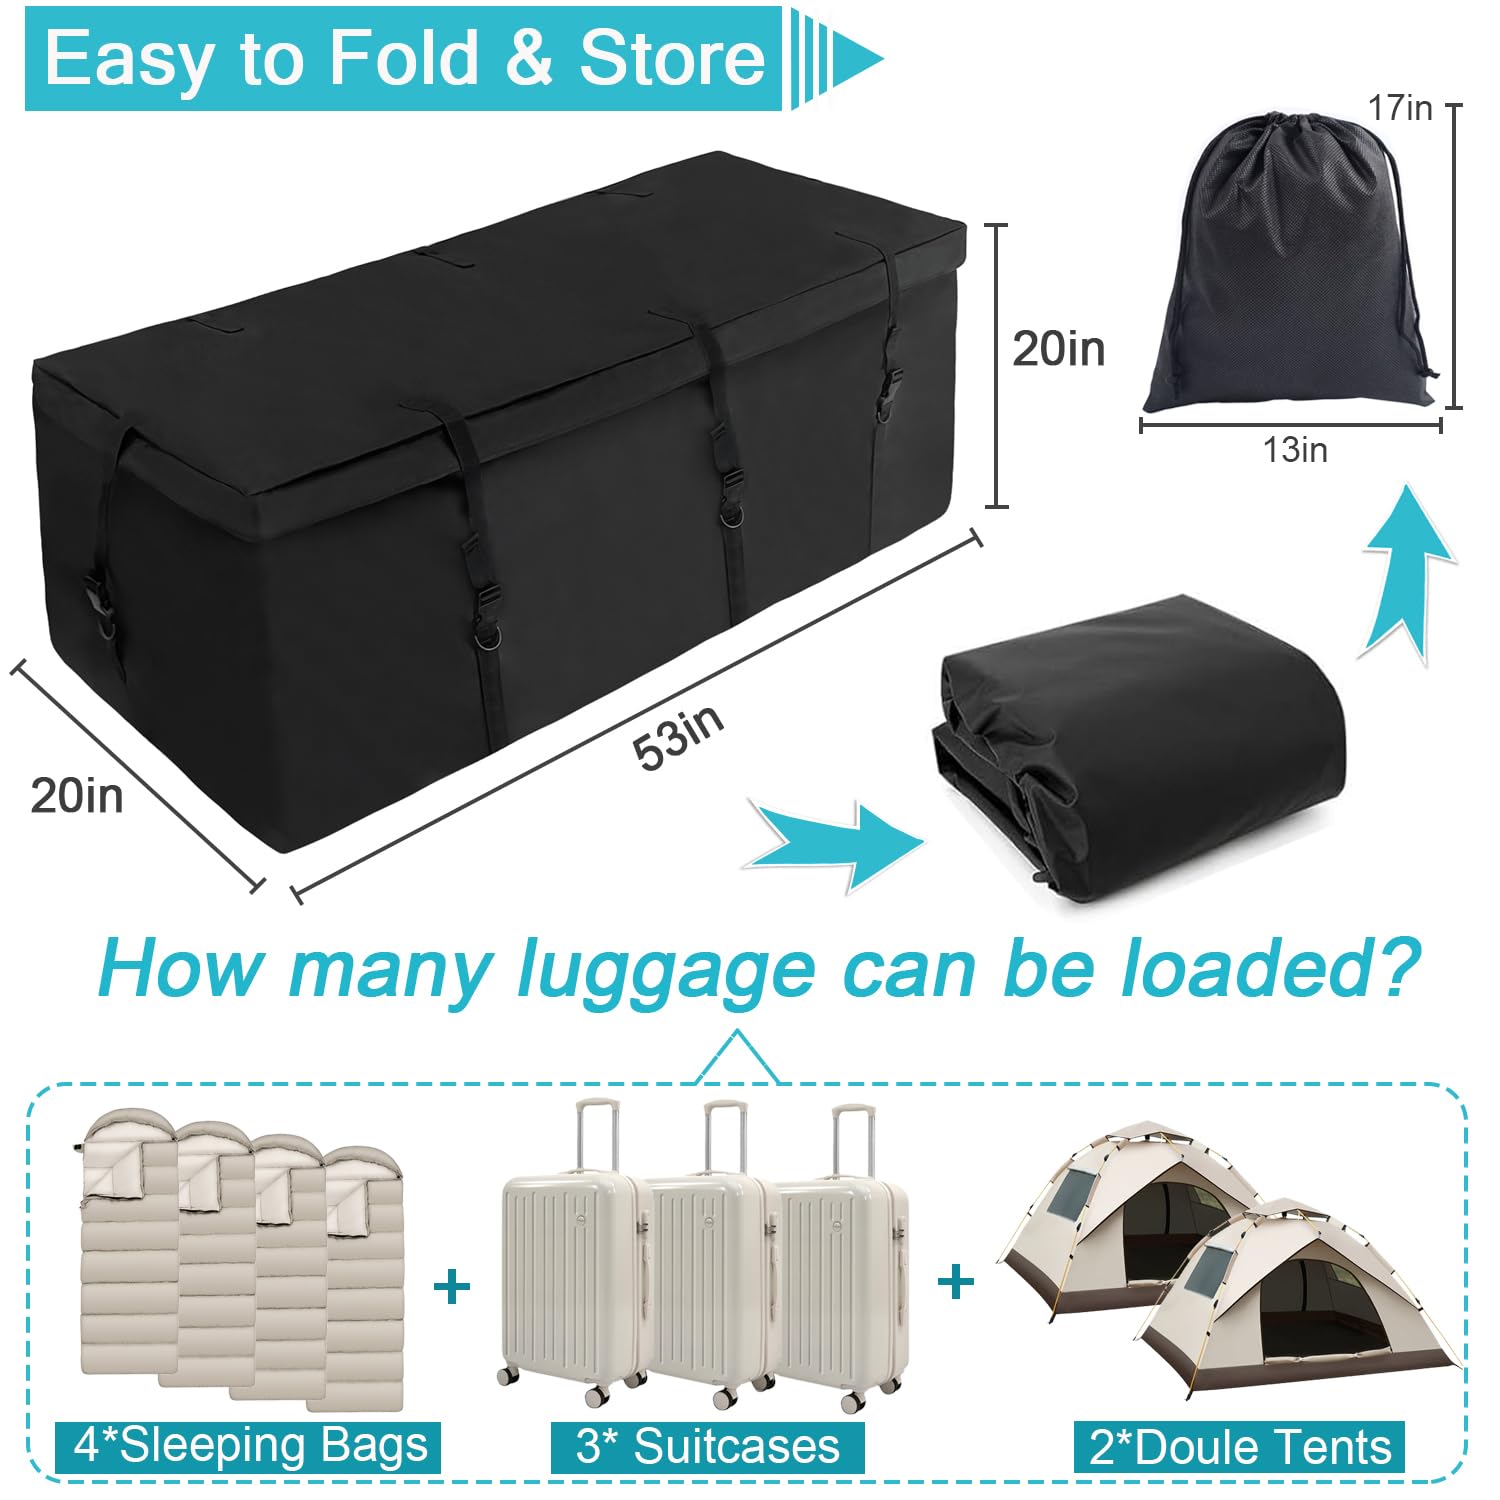 Easy to Fold & Store
17in
20in
13in
53in
20in
How many luggage can be loaded?
+
+
4*Sleeping Bags
3* Suitcases
2*Doule Tents